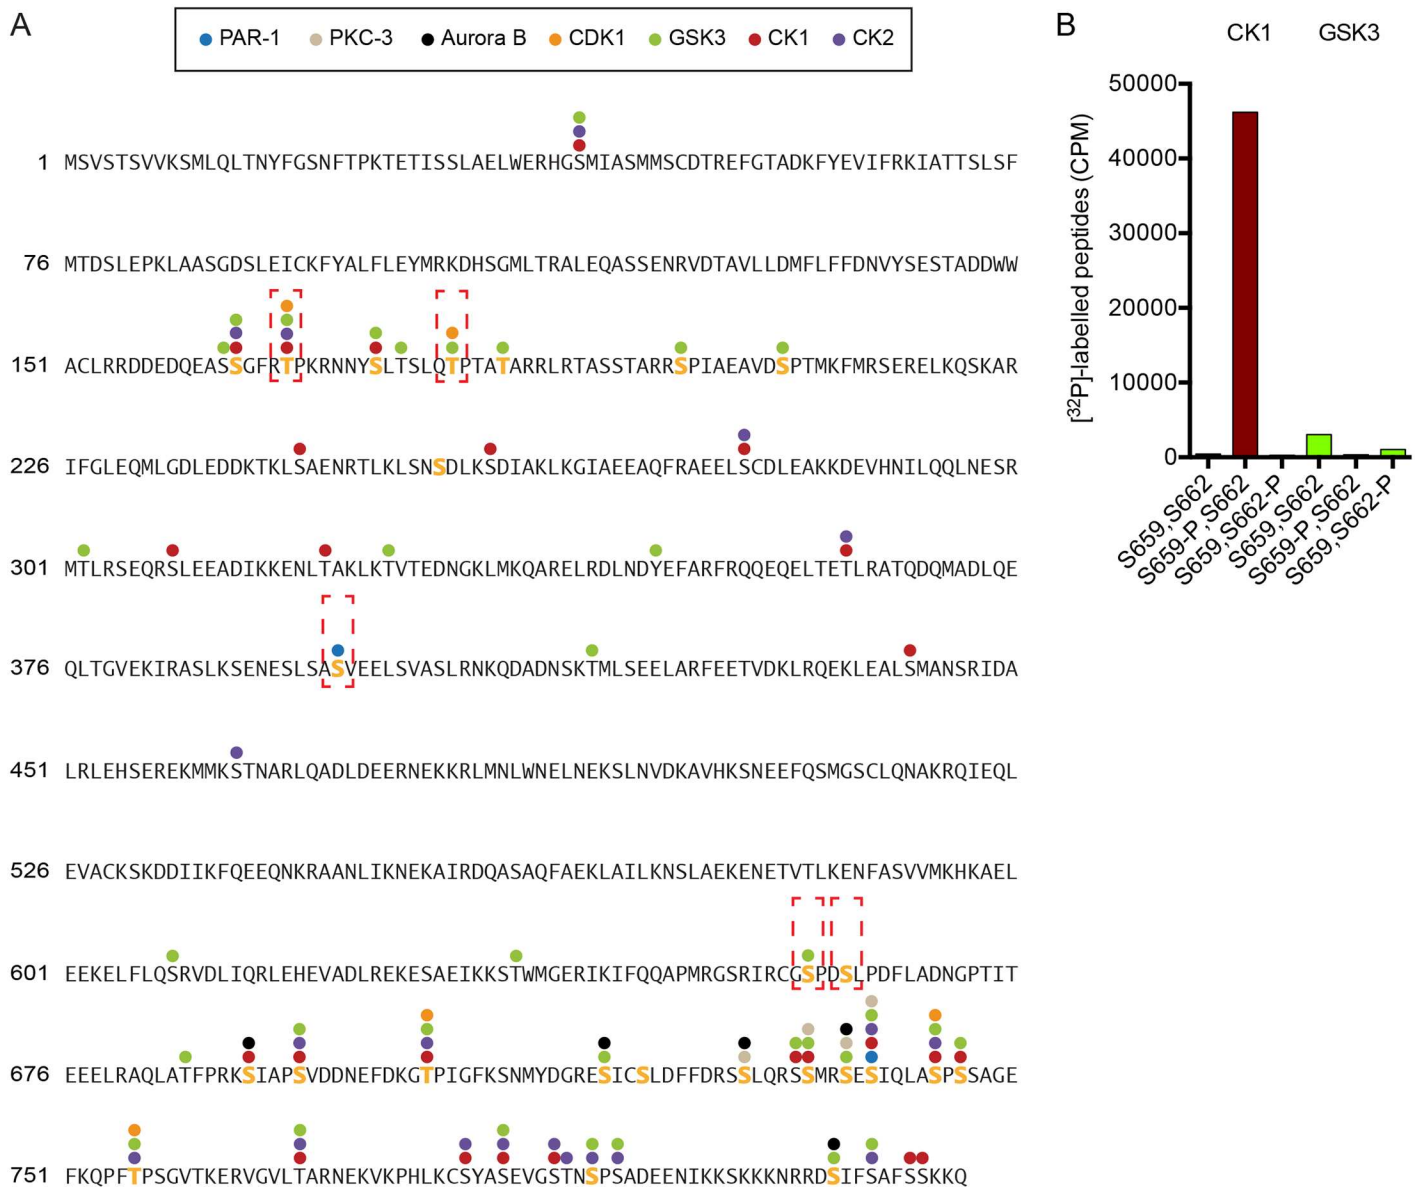 A
PAR-1 PKC-3 Aurora B CDK1 GSK3 CK1 CK2
1 MSVSTSVVKSMLQLTNYFGSNFTPKTETISSLAELWERHGSMIASMMSCDTREFGTADKFYEVIFRKIATTSLSF
76 MTDSLEPKLAASGDSLEICKFYALFLEYMRKDHSGMLTRALEQASSENRVDTAVLLDMFLFFDNVYSESTADDWW
151 ACLRRDDEDQEASSGFRTPKRNNYSLTSLQTPTATARRLRTASSTARRSPIAEAVDSPTMKFMRSERELKQSKAR
226 IFGLEQMLGDLEDDKTKLSAENRTLKLSNSDLKSDIAKLKGIAEEAQFRAEELSCDLEAKKDEVHNILQQLNESR
301 MTLRSEQRSLEEADIKKENLTAKLKTVTEDNGKLMKQARELRDLNDYEFARFRQQEQELTETLRATQDQMADLQE
376 QLTGVEKIRASLKSENESLSASVEELSVASLRNKQDADNSKTMLSEELARFEETVDKLRQEKLEALSMANSRIDA
451 LRLEHSEREKMMKSTNARLQADLDEERNEKKRLMNLWNELNEKSLNVDKAVHKSNEEFQSMGSCLQNAKRQIEQL
526 EVACKSKDDIIKFQEEQNKRAANLIKNEKAIRDQASAQFAEKLAILKNSLAEKENETVTLKENFASVVMKHKAEL
601 EEKELFLQSRVDLIQRLEHEVADLREKESAEIKKSTWMGERIKIFQQAPMRGSRIRCGSPDSLPDFLADNGPTIT
676 EEELRAQLATFPRKSIAPSVDDNEFDKGTPIGFKSNMYDGRESICSLDFFDRSSLQRSSMRSESIQLASPSSAGE
751 FKQPFTPSGVTKERVGVLTARNEKVKPHLKCSYASEVGSTNSPSADEENIKKSKKKNRRDSIFSAFSSKKQ
B
CK1 GSK3
[32P]-labelled peptides (CPM)
50000
40000
30000
20000
10000
0
S659,S662
S659-P,S662
S659,S662-P
S659,S662
S659-P,S662
S659,S662-P